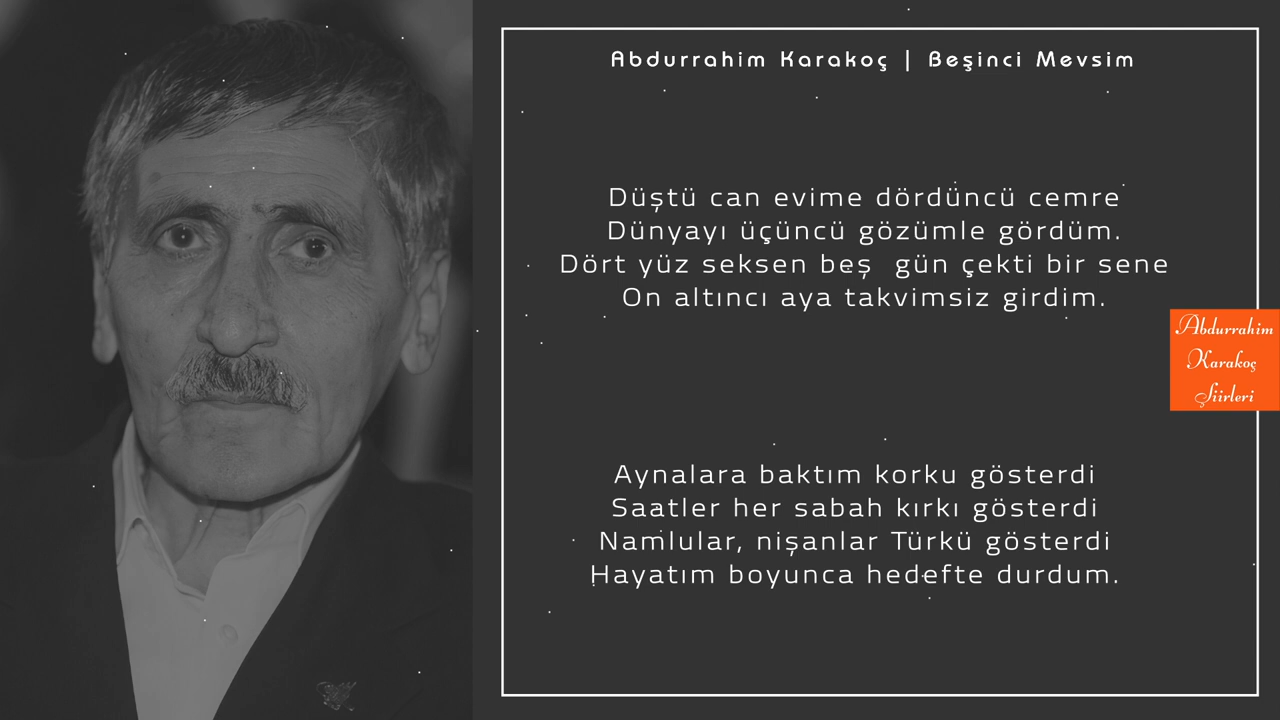 Abdurrahim Karakoç | Beşinci Mevsim
Düştü can evime dördüncü cemre
Dünyayı üçüncü gözümle gördüm.
Dört yüz seksen beş gün çekti bir sene
On altıncı aya takvimsiz girdim.
Abdurrahim
Karakoç
Şiirleri
Aynalara baktım korku gösterdi
Saatler her sabah kırkı gösterdi
Namlular, nişanlar Türkü gösterdi
Hayatım boyunca hedefte durdum.